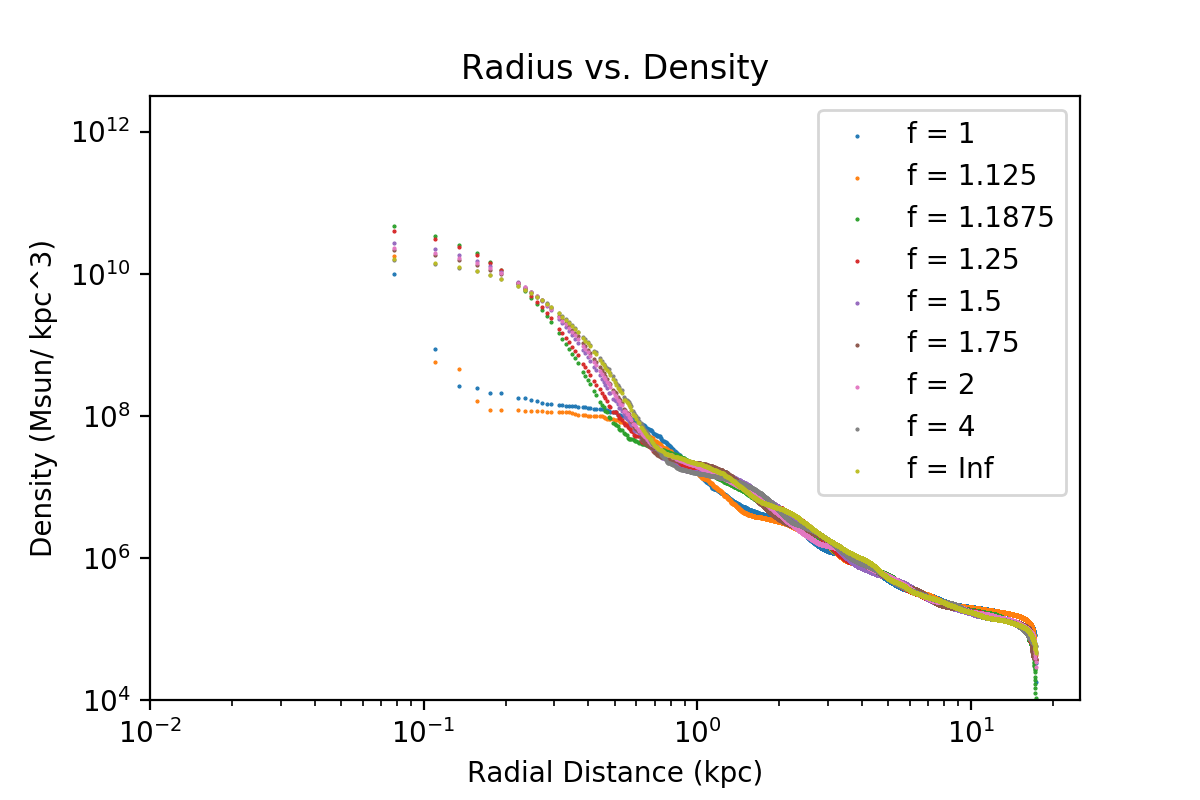 Radius vs. Density
10^12
10^10
10^8
10^6
10^4
Density (Msun/ kpc^3)
10^−2
10^−1
10^0
10^1
Radial Distance (kpc)
f = 1
f = 1.125
f = 1.1875
f = 1.25
f = 1.5
f = 1.75
f = 2
f = 4
f = Inf